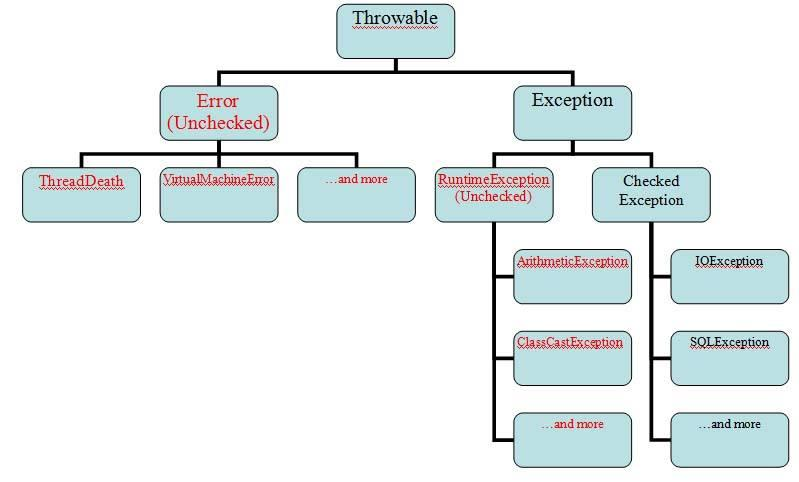 Throwable
Error
(Unchecked)
Exception
ThreadDeath
VirtualMachineError
...and more
RuntimeException
(Unchecked)
Checked
Exception
ArithmeticException
IOException
ClassCastException
SQLException
...and more
...and more